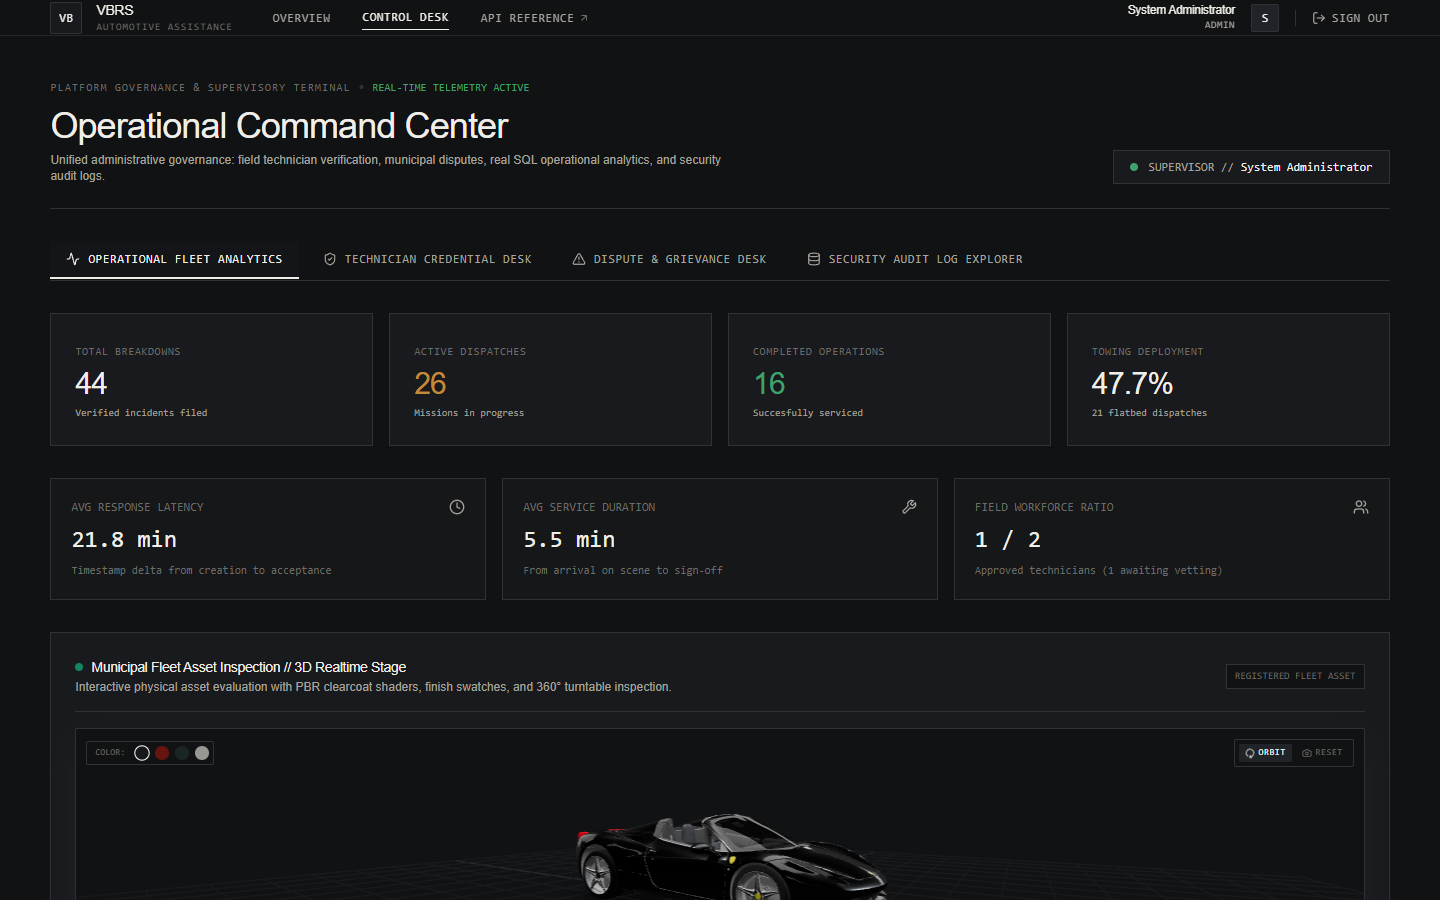 VB
VBRS
AUTOMOTIVE ASSISTANCE
OVERVIEW
CONTROL DESK
API REFERENCE ↗
System Administrator
ADMIN
S
SIGN OUT
PLATFORM GOVERNANCE & SUPERVISORY TERMINAL • REAL-TIME TELEMETRY ACTIVE
Operational Command Center
Unified administrative governance: field technician verification, municipal disputes, real SQL operational analytics, and security
audit logs.
SUPERVISOR // System Administrator
OPERATIONAL FLEET ANALYTICS
TECHNICIAN CREDENTIAL DESK
DISPUTE & GRIEVANCE DESK
SECURITY AUDIT LOG EXPLORER
TOTAL BREAKDOWNS
44
Verified incidents filed
ACTIVE DISPATCHES
26
Missions in progress
COMPLETED OPERATIONS
16
Succesfully serviced
TOWING DEPLOYMENT
47.7%
21 flatbed dispatches
AVG RESPONSE LATENCY
21.8 min
Timestamp delta from creation to acceptance
AVG SERVICE DURATION
5.5 min
From arrival on scene to sign-off
FIELD WORKFORCE RATIO
1 / 2
Approved technicians (1 awaiting vetting)
Municipal Fleet Asset Inspection // 3D Realtime Stage
Interactive physical asset evaluation with PBR clearcoat shaders, finish swatches, and 360° turntable inspection.
REGISTERED FLEET ASSET
COLOR:
ORBIT
RESET